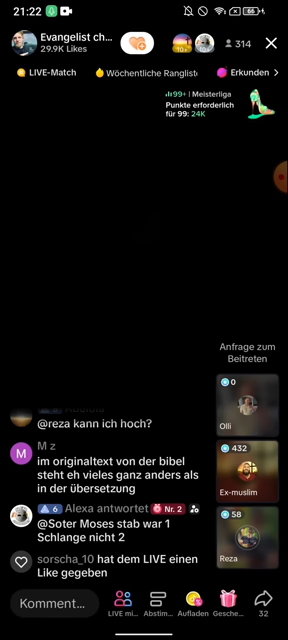 21:22
66
Evangelist ch...
29.9K Likes
10+
314
LIVE-Match
Wöchentliche Rangliste
Erkunden >
99+ | Meisterliga
Punkte erforderlich
für 99: 24K
Anfrage zum
Beitreten
0
Olli
432
Ex-muslim
58
Reza
@reza kann ich hoch?
M z
im originaltext von der bibel
steht eh vieles ganz anders als
in der übersetzung
6 Alexa antwortet Nr. 2
@Soter Moses stab war 1
Schlange nicht 2
sorscha_10 hat dem LIVE einen
Like gegeben
Komment...
LIVE mi...
Abstim...
Aufladen
Gesche...
32